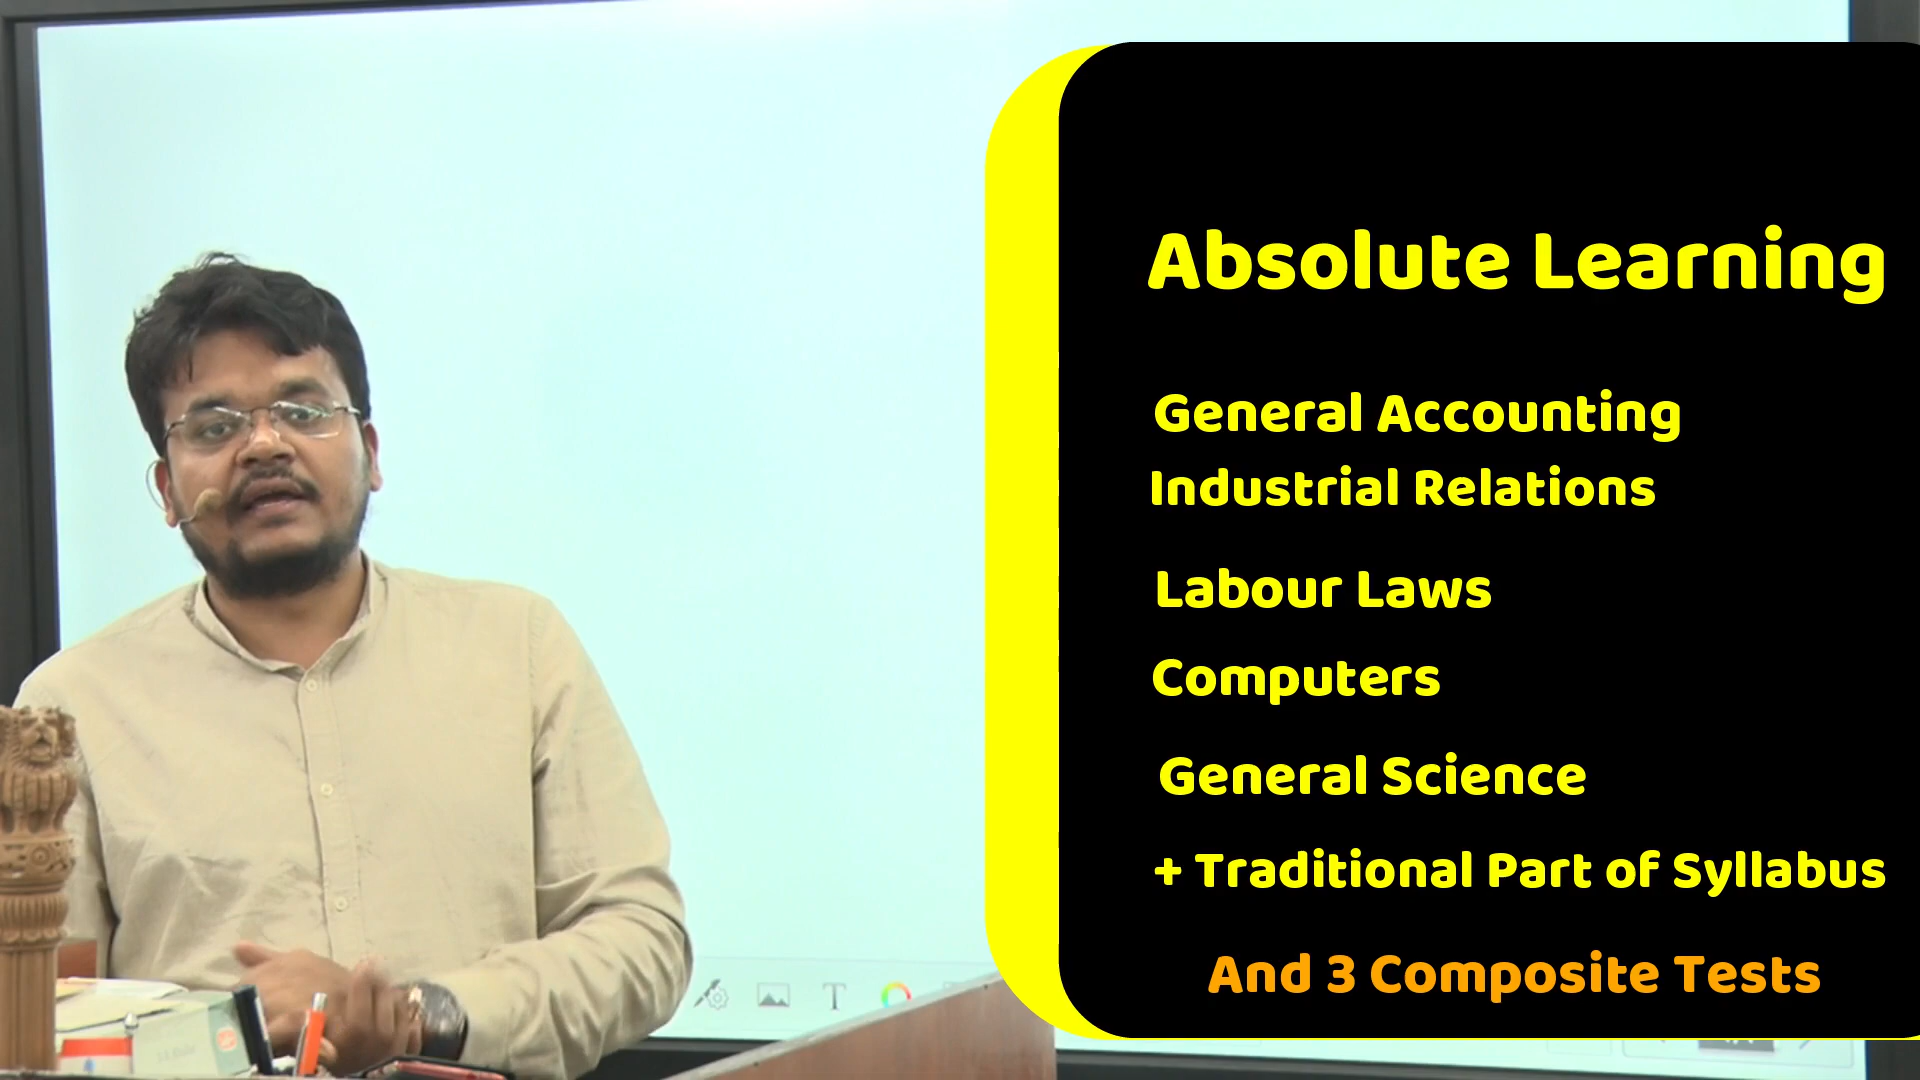 Absolute Learning
General Accounting
Industrial Relations
Labour Laws
Computers
General Science
+ Traditional Part of Syllabus
And 3 Composite Tests
T